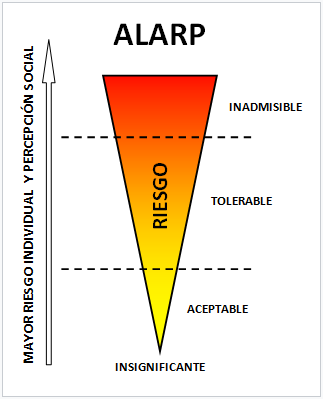 ALARP
MAYOR RIESGO INDIVIDUAL Y PERCEPCIÓN SOCIAL
RIESGO
INADMISIBLE
TOLERABLE
ACEPTABLE
INSIGNIFICANTE